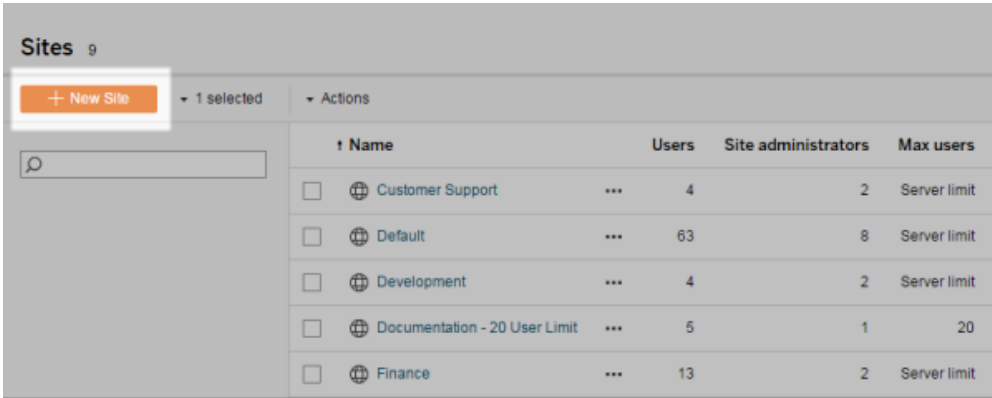 Sites 9
+ New Site ▾ 1 selected ▾ Actions
↑ Name Users Site administrators Max users
Customer Support ••• 4 2 Server limit
Default ••• 63 8 Server limit
Development ••• 4 2 Server limit
Documentation - 20 User Limit ••• 5 1 20
Finance ••• 13 2 Server limit